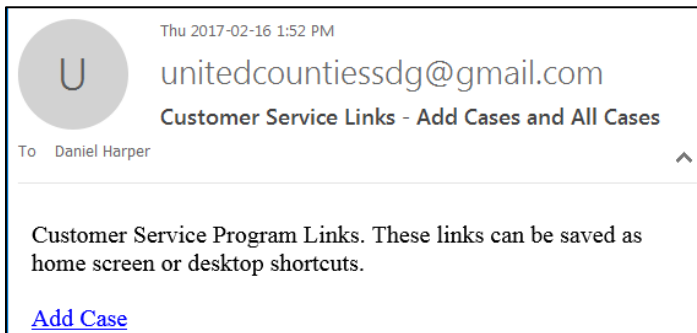 Thu 2017-02-16 1:52 PM
U
unitedcountiessdg@gmail.com
Customer Service Links - Add Cases and All Cases
To Daniel Harper
Customer Service Program Links. These links can be saved as
home screen or desktop shortcuts.
Add Case